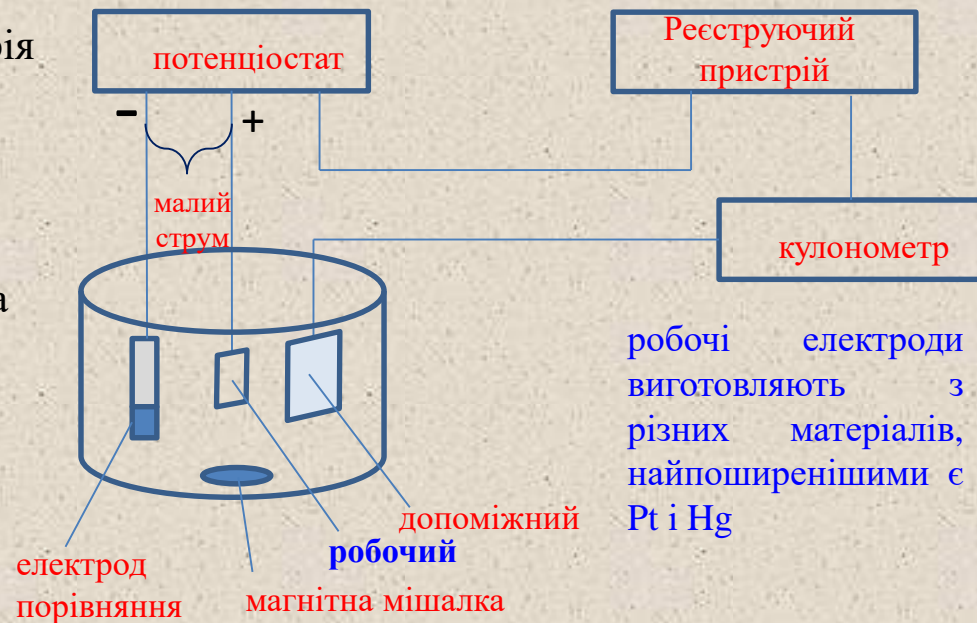 потенціостат
Реєструючий
пристрій
- +
малий
струм
кулонометр
робочі електроди
виготовляють з
різних матеріалів,
найпоширенішими є
Pt і Hg
допоміжний
робочий
електрод
порівняння
магнітна мішалка